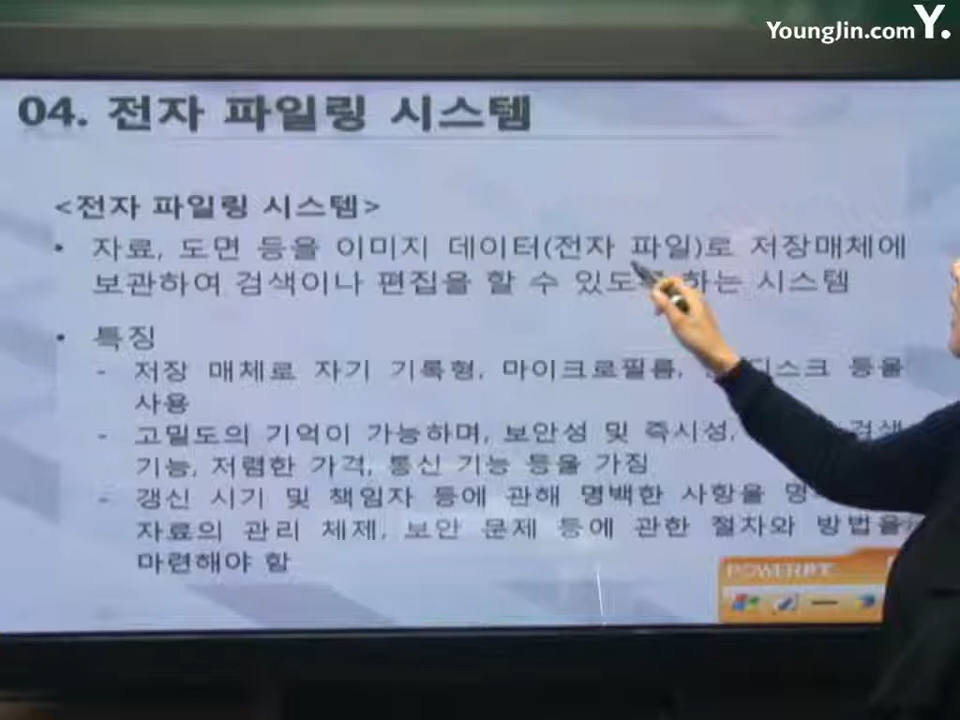 YoungJin.com Y.
04. 전자 파일링 시스템
<전자 파일링 시스템>
• 자료, 도면 등을 이미지 데이터(전자 파일)로 저장매체에
보관하여 검색이나 편집을 할 수 하는 시스템
• 특징
- 저장 매체로 자기 기록형, 마이크로필름, 등을
사용
- 고밀도의 기억이 가능하며, 보안성 및 즉시성, 검색
기능, 저렴한 가격, 통신 기능 등을 가짐
- 갱신 시기 및 책임자 등에 관해 명백한 사항을
자료의 관리 체제, 보안 문제 등에 관한 절차와 방법을
마련해야 함